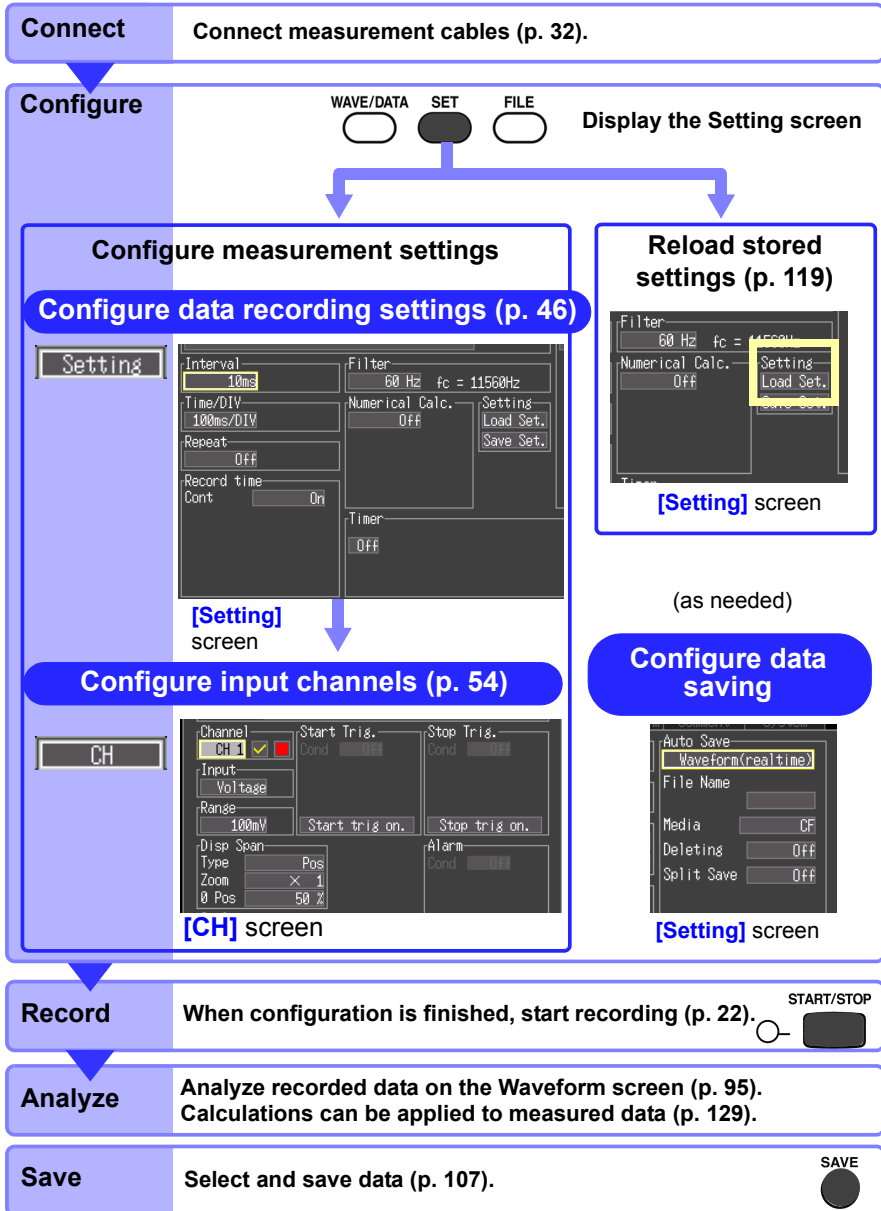 Connect
Connect measurement cables (p. 32).
Configure
WAVE/DATA SET FILE
Display the Setting screen
Configure measurement settings
Configure data recording settings (p. 46)
Setting
Interval
10ms
Time/DIV
100ms/DIV
Repeat
Off
Record time
Cont On
Filter
60 Hz fc = 11560Hz
Numerical Calc.
Off
Setting
Load Set.
Save Set.
Timer
Off
[Setting]
screen
Configure input channels (p. 54)
CH
Channel
CH 1
Input
Voltage
Range
100mV
Disp Span
Type Pos
Zoom × 1
0 Pos 50 %
Start Trig.
Cond Off
Start trig on.
Stop Trig.
Cond Off
Stop trig on.
Alarm
Cond Off
[CH] screen
Reload stored
settings (p. 119)
Filter
60 Hz fc = 11560Hz
Numerical Calc.
Off
Setting
Load Set.
Save Set.
Timer
[Setting] screen
(as needed)
Configure data
saving
Comment System
Auto Save
Waveform(realtime)
File Name
Media CF
Deleting Off
Split Save Off
[Setting] screen
Record
When configuration is finished, start recording (p. 22).
START/STOP
Analyze
Analyze recorded data on the Waveform screen (p. 95).
Calculations can be applied to measured data (p. 129).
Save
Select and save data (p. 107).
SAVE